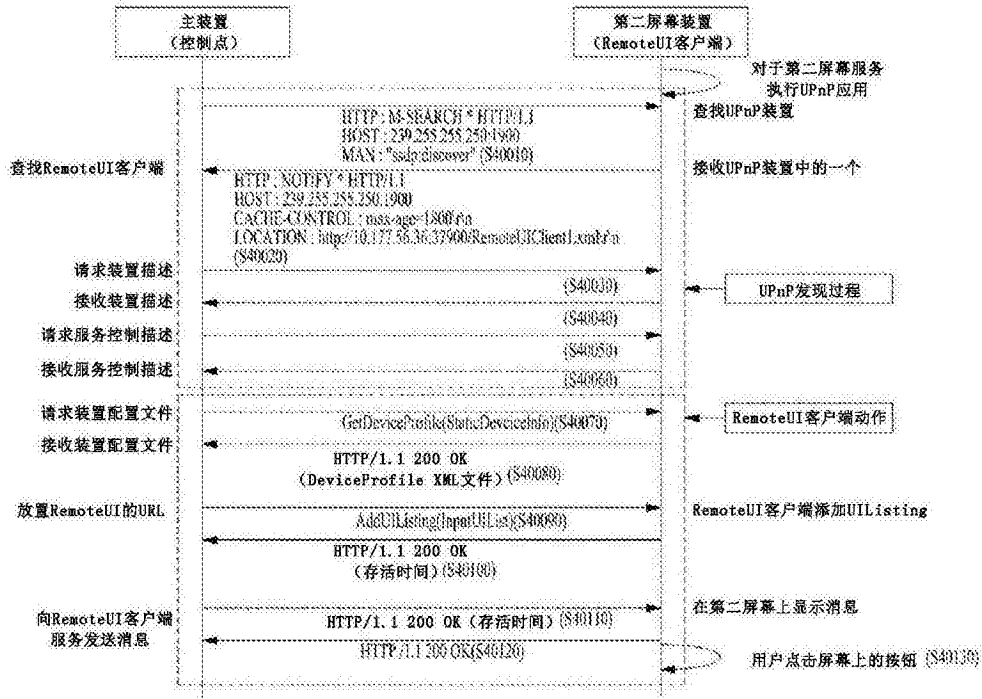 主装置
（控制点）
第二屏幕装置
（RemoteUI客户端）
对于第二屏幕服务
执行UPnP应用
HTTP : M-SEARCH * HTTP/1.1
HOST : 239.255.255.250:1900
MAN : "ssdp:discover" (S40010)
查找UPnP装置
查找RemoteUI客户端
接收UPnP装置中的一个
HTTP : NOTIFY * HTTP/1.1
HOST : 239.255.255.250:1900
CACHE-CONTROL : max-age=1800\r\n
LOCATION : http://10.177.56.36:37900/RemoteUIClient1.xml\r\n
(S40020)
请求装置描述
(S40030)
UPnP发现过程
接收装置描述
(S40040)
请求服务控制描述
(S40050)
接收服务控制描述
(S40060)
请求装置配置文件
GetDeviceProfile(StaticDevceieInfo)(S40070)
RemoteUI客户端动作
接收装置配置文件
HTTP/1.1 200 OK
（DeviceProfile XML文件）(S40080)
放置RemoteUI的URL
AddUIListing(InputUiList)(S40090)
RemoteUI客户端添加UIListing
HTTP/1.1 200 OK
（存活时间）(S40100)
向RemoteUI客户端
服务发送消息
HTTP/1.1 200 OK（存活时间）(S40110)
在第二屏幕上显示消息
HTTP/1.1 200 OK(S40120)
用户点击屏幕上的按钮 (S40130)